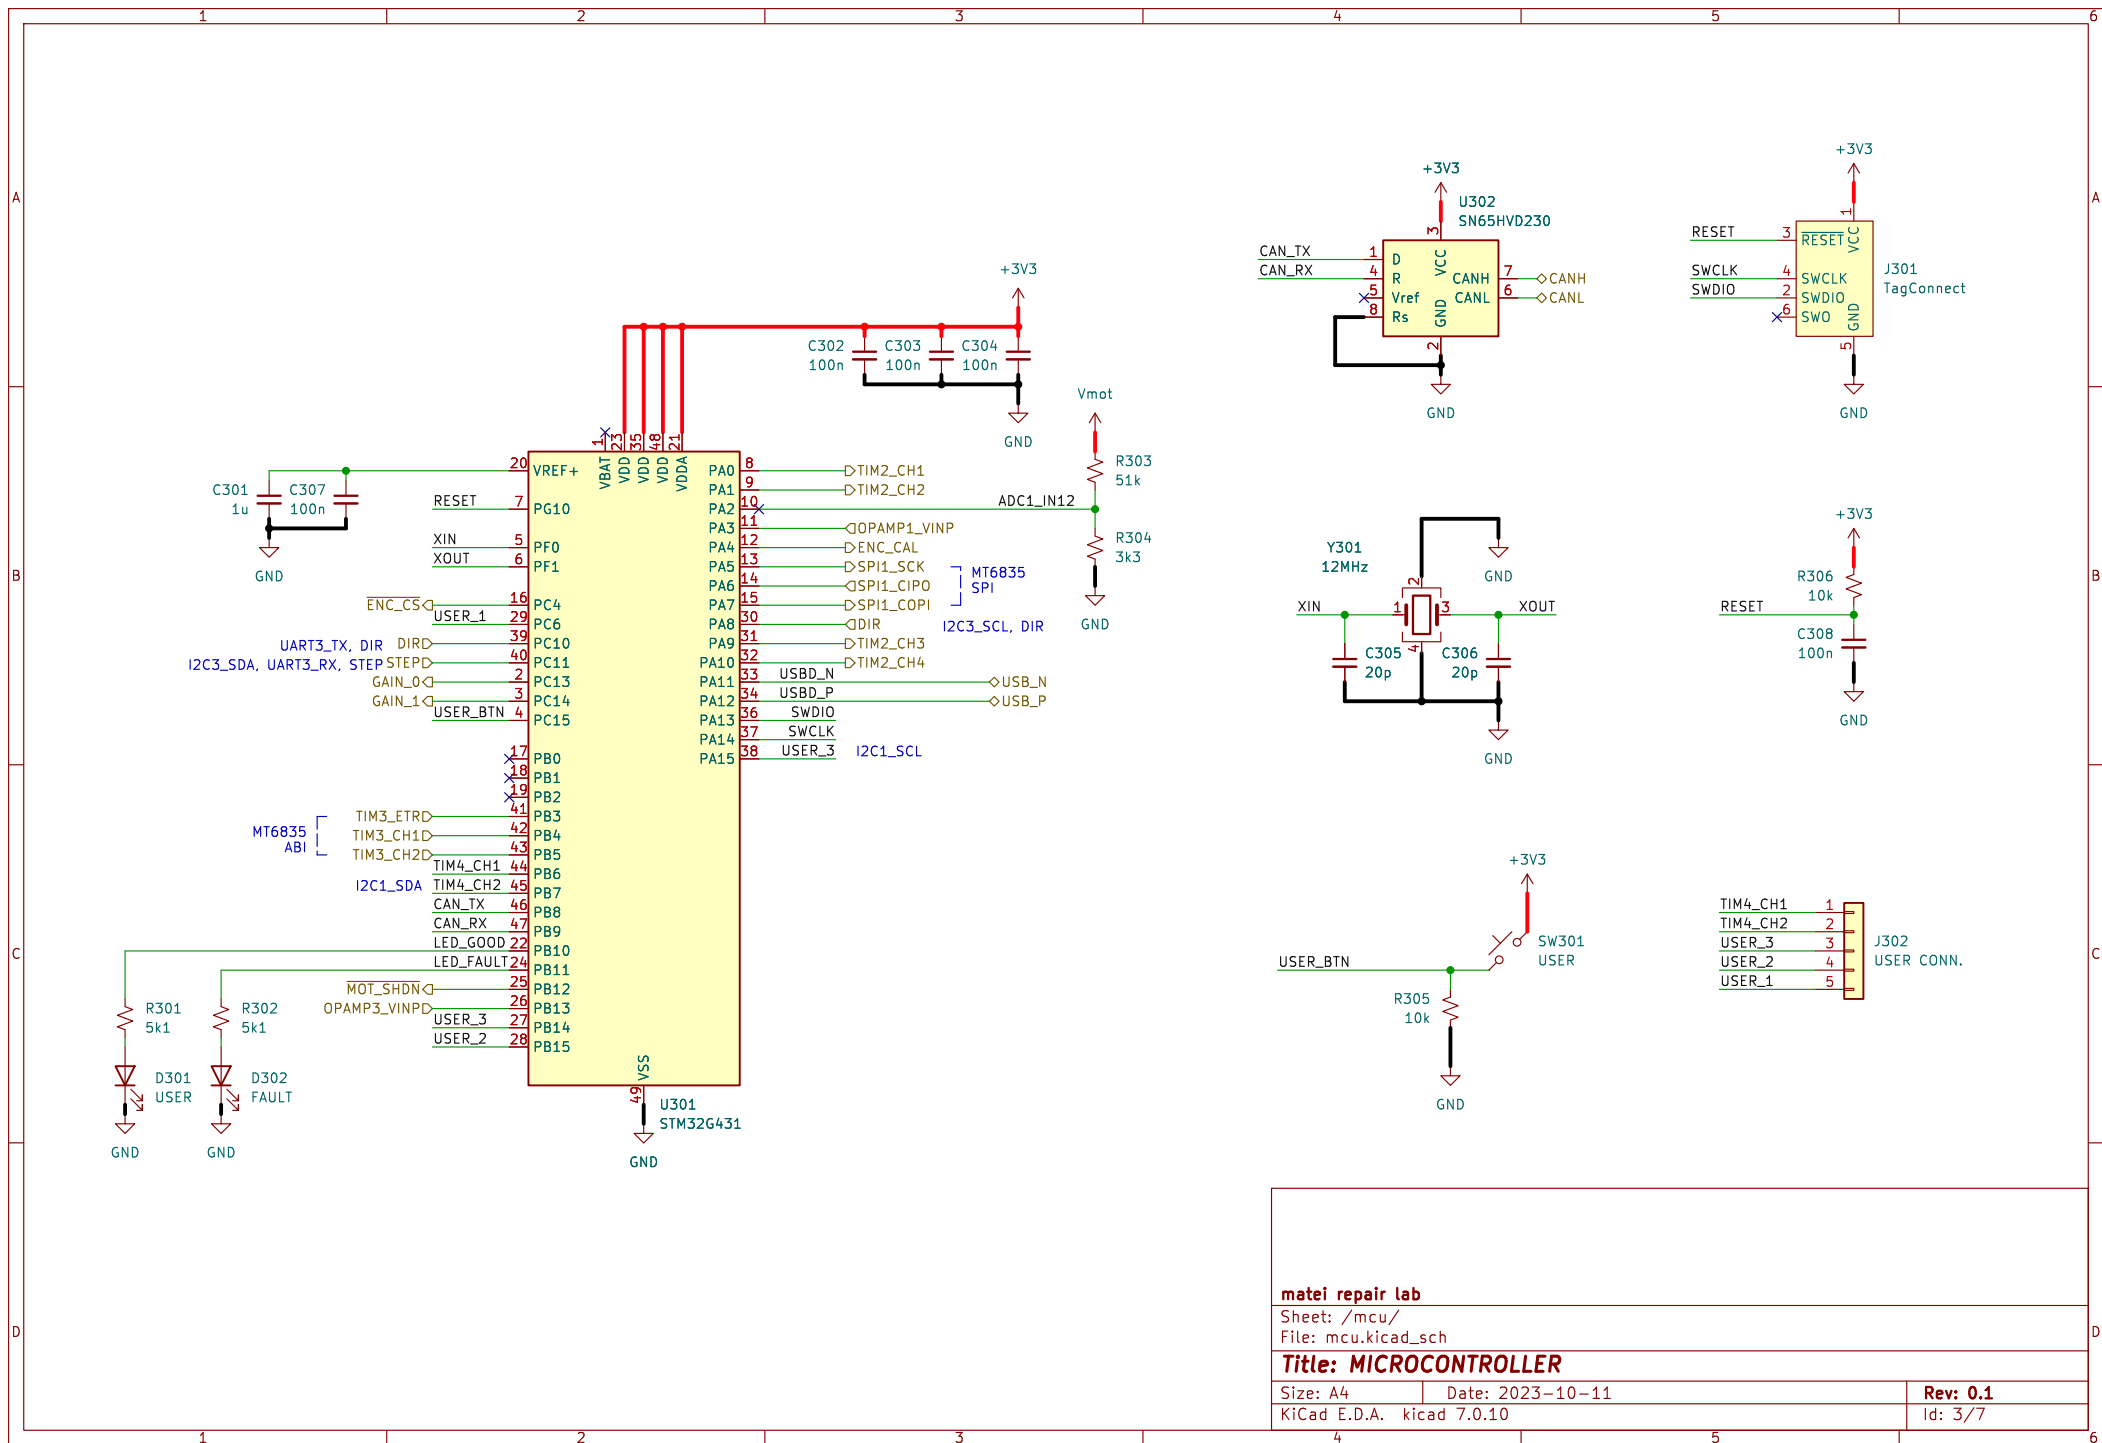 1 2 3 4 5 6
A
B
C
D
+3V3
C302
100n
C303
100n
C304
100n
GND
Vmot
R303
51k
ADC1_IN12
R304
3k3
GND
C301
1u
C307
100n
GND
1 23 35 48 21
VBAT VDD VDD VDD VDDA
20 VREF+
RESET 7 PG10
XIN 5 PF0
XOUT 6 PF1
ENC_CS 16 PC4
USER_1 29 PC6
UART3_TX, DIR DIR 39 PC10
I2C3_SDA, UART3_RX, STEP STEP 40 PC11
GAIN_0 2 PC13
GAIN_1 3 PC14
USER_BTN 4 PC15
17 PB0
18 PB1
19 PB2
TIM3_ETR 41 PB3
TIM3_CH1 42 PB4
TIM3_CH2 43 PB5
MT6835
ABI
TIM4_CH1 44 PB6
I2C1_SDA TIM4_CH2 45 PB7
CAN_TX 46 PB8
CAN_RX 47 PB9
LED_GOOD 22 PB10
LED_FAULT 24 PB11
MOT_SHDN 25 PB12
OPAMP3_VINP 26 PB13
USER_3 27 PB14
USER_2 28 PB15
PA0 8 TIM2_CH1
PA1 9 TIM2_CH2
PA2 10
PA3 11 OPAMP1_VINP
PA4 12 ENC_CAL
PA5 13 SPI1_SCK
PA6 14 SPI1_CIPO
PA7 15 SPI1_COPI
MT6835
SPI
PA8 30 DIR I2C3_SCL, DIR
PA9 31 TIM2_CH3
PA10 32 TIM2_CH4
PA11 33 USBD_N USB_N
PA12 34 USBD_P USB_P
PA13 36 SWDIO
PA14 37 SWCLK
PA15 38 USER_3 I2C1_SCL
VSS
49
U301
STM32G431
GND
R301
5k1
D301
USER
GND
R302
5k1
D302
FAULT
GND
+3V3
U302
SN65HVD230
3
CAN_TX 1 D
CAN_RX 4 R
5 Vref
8 Rs
VCC
GND
CANH 7 CANH
CANL 6 CANL
2
GND
+3V3
1
RESET 3 RESET
SWCLK 4 SWCLK
SWDIO 2 SWDIO
6 SWO
VCC
GND
5
J301
TagConnect
GND
Y301
12MHz
GND
XIN 1 2 3 4 XOUT
C305
20p
C306
20p
GND
+3V3
R306
10k
RESET
C308
100n
GND
+3V3
SW301
USER
USER_BTN
R305
10k
GND
TIM4_CH1 1
TIM4_CH2 2
USER_3 3
USER_2 4
USER_1 5
J302
USER CONN.
matei repair lab
Sheet: /mcu/
File: mcu.kicad_sch
Title: MICROCONTROLLER
Size: A4 Date: 2023-10-11 Rev: 0.1
KiCad E.D.A. kicad 7.0.10 Id: 3/7
A
B
C
D
1 2 3 4 5 6